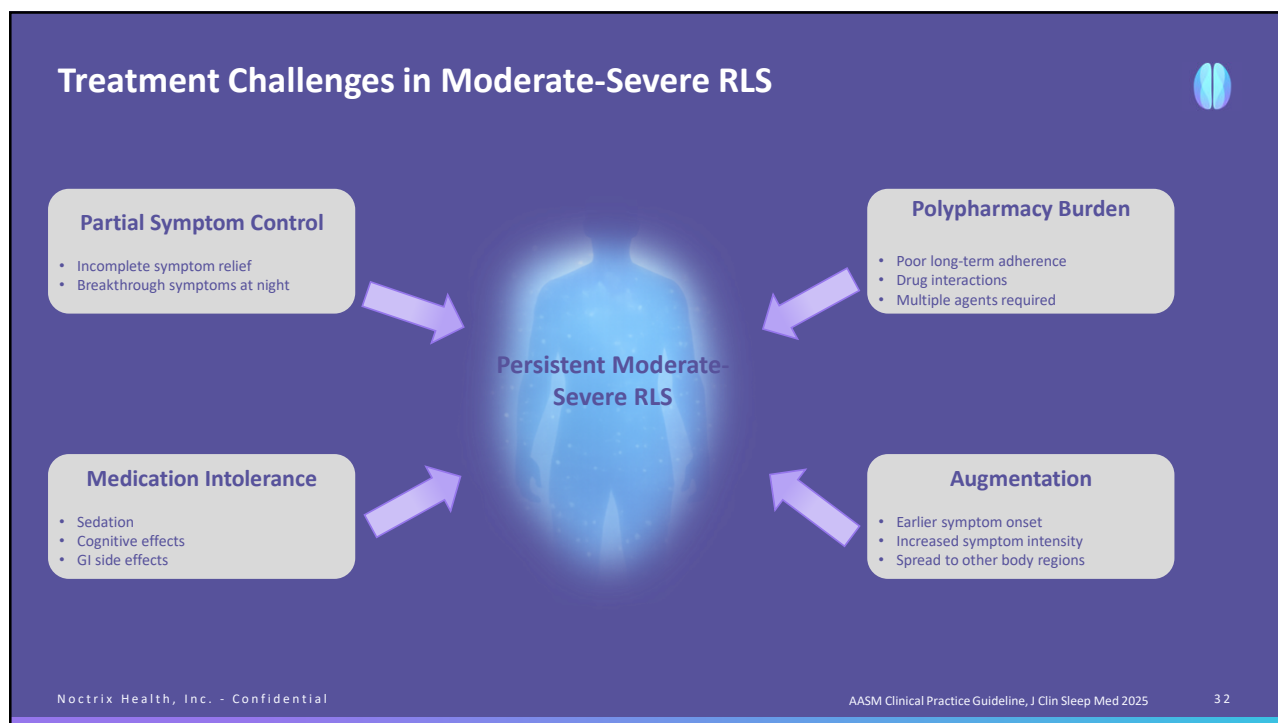 Treatment Challenges in Moderate-Severe RLS
Partial Symptom Control
• Incomplete symptom relief
• Breakthrough symptoms at night
Polypharmacy Burden
• Poor long-term adherence
• Drug interactions
• Multiple agents required
Persistent Moderate-
Severe RLS
Medication Intolerance
• Sedation
• Cognitive effects
• GI side effects
Augmentation
• Earlier symptom onset
• Increased symptom intensity
• Spread to other body regions
Noctrix Health, Inc. - Confidential
AASM Clinical Practice Guideline, J Clin Sleep Med 2025
32